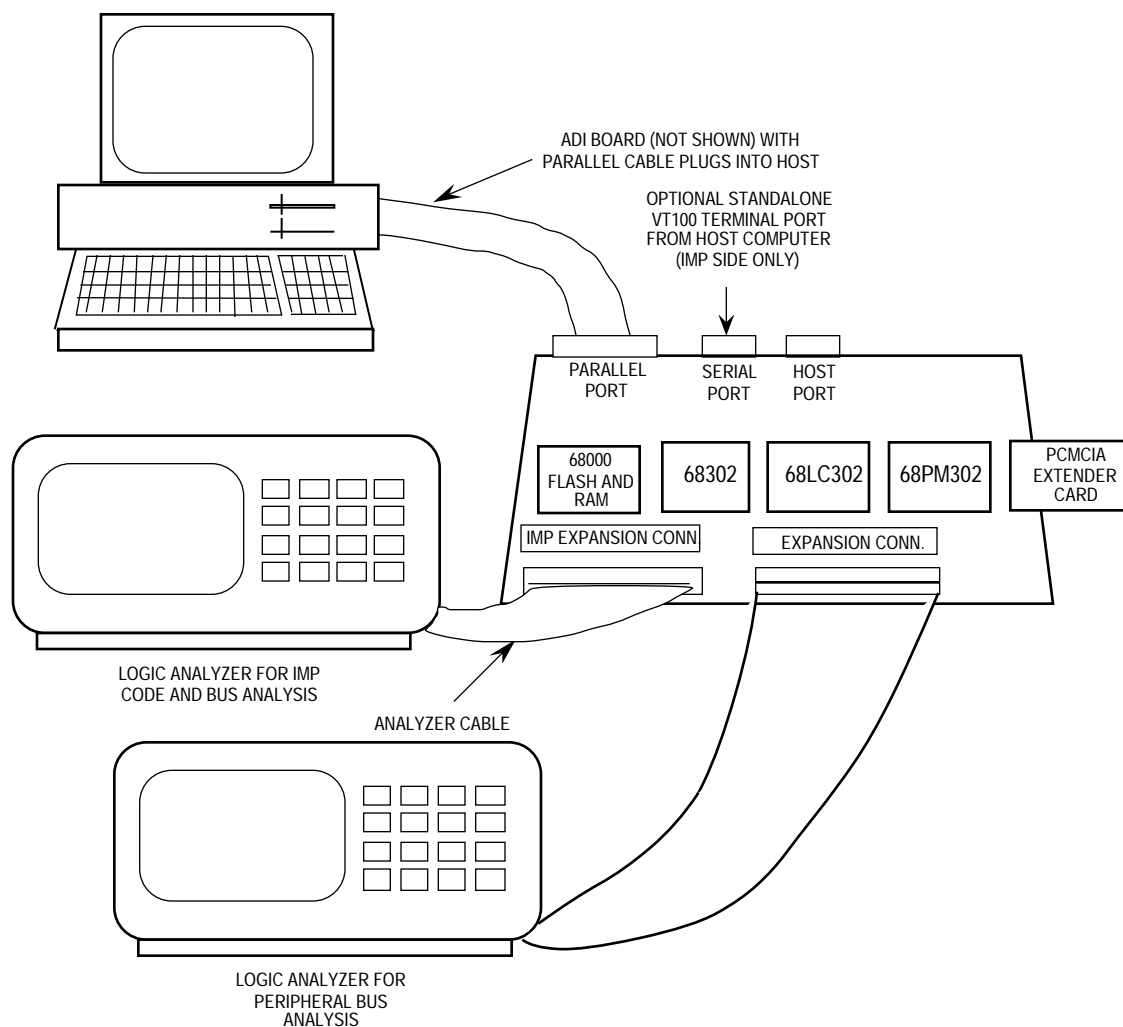 ADI BOARD (NOT SHOWN) WITH
PARALLEL CABLE PLUGS INTO HOST
OPTIONAL STANDALONE
VT100 TERMINAL PORT
FROM HOST COMPUTER
(IMP SIDE ONLY)
PARALLEL
PORT
SERIAL
PORT
HOST
PORT
68000
FLASH AND
RAM
68302
68LC302
68PM302
PCMCIA
EXTENDER
CARD
IMP EXPANSION CONN.
EXPANSION CONN.
LOGIC ANALYZER FOR IMP
CODE AND BUS ANALYSIS
ANALYZER CABLE
LOGIC ANALYZER FOR
PERIPHERAL BUS
ANALYSIS